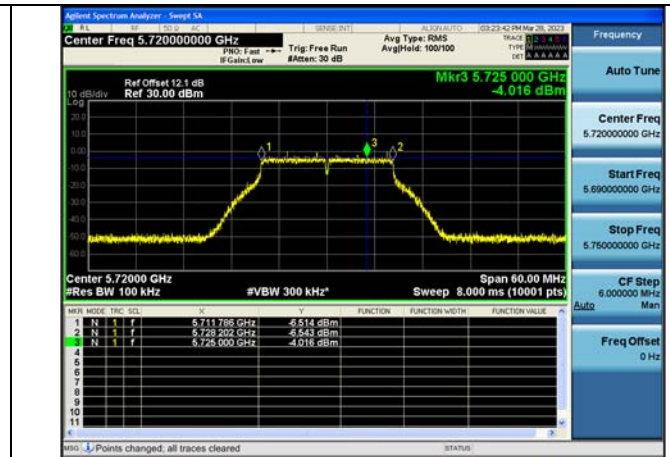 Agilent Spectrum Analyzer - Swept SA
RL RF 50 Ω AC SENSE:INT ALIGN AUTO 03:23:42 PM Mar 28, 2023
Center Freq 5.720000000 GHz
PNO: Fast
IFGain:Low
Trig: Free Run
#Atten: 30 dB
Avg Type: RMS
Avg|Hold: 100/100
TRACE 1 2 3 4 5 6
TYPE
DET A A A A A A
Frequency
Auto Tune
Mkr3 5.725 000 GHz
-4.016 dBm
Ref Offset 12.1 dB
10 dB/div Ref 30.00 dBm
Log
20.0
10.0
0.00
-10.0
-20.0
-30.0
-40.0
-50.0
-60.0
1
3
2
Center Freq
5.720000000 GHz
Start Freq
5.690000000 GHz
Stop Freq
5.750000000 GHz
CF Step
6.000000 MHz
Auto Man
Freq Offset
0 Hz
Center 5.72000 GHz Span 60.00 MHz
#Res BW 100 kHz #VBW 300 kHz* Sweep 8.000 ms (10001 pts)
MKR MODE TRC SCL X Y FUNCTION FUNCTION WIDTH FUNCTION VALUE
1 N 1 f 5.711 786 GHz -6.514 dBm
2 N 1 f 5.728 202 GHz -6.543 dBm
3 N 1 f 5.725 000 GHz -4.016 dBm
4
5
6
7
8
9
10
11
MSG Points changed; all traces cleared STATUS